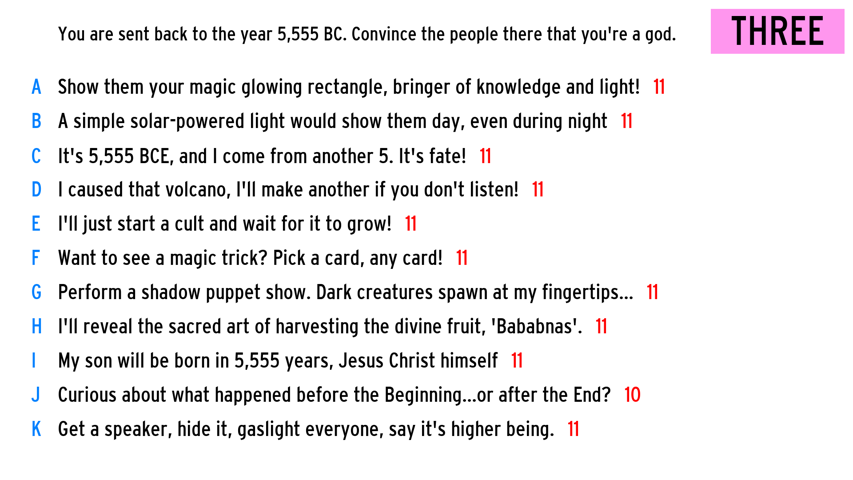 You are sent back to the year 5,555 BC. Convince the people there that you're a god.
THREE
A Show them your magic glowing rectangle, bringer of knowledge and light! 11
B A simple solar-powered light would show them day, even during night 11
C It's 5,555 BCE, and I come from another 5. It's fate! 11
D I caused that volcano, I'll make another if you don't listen! 11
E I'll just start a cult and wait for it to grow! 11
F Want to see a magic trick? Pick a card, any card! 11
G Perform a shadow puppet show. Dark creatures spawn at my fingertips... 11
H I'll reveal the sacred art of harvesting the divine fruit, 'Bababnas'. 11
I My son will be born in 5,555 years, Jesus Christ himself 11
J Curious about what happened before the Beginning...or after the End? 10
K Get a speaker, hide it, gaslight everyone, say it's higher being. 11